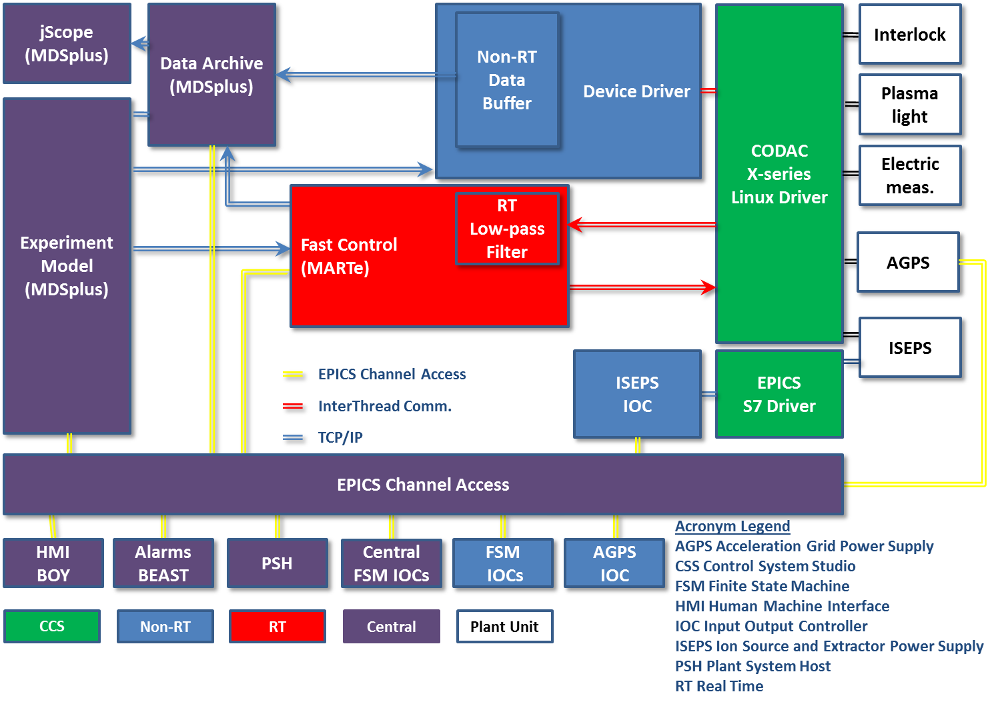 jScope
(MDSplus)
Data Archive
(MDSplus)
Non-RT
Data
Buffer
Device Driver
CODAC
X-series
Linux Driver
Interlock
Plasma
light
Electric
meas.
AGPS
ISEPS
Experiment
Model
(MDSplus)
Fast Control
(MARTe)
RT
Low-pass
Filter
EPICS Channel Access
InterThread Comm.
TCP/IP
ISEPS
IOC
EPICS
S7 Driver
EPICS Channel Access
HMI
BOY
Alarms
BEAST
PSH
Central
FSM IOCs
FSM
IOCs
AGPS
IOC
CCS
Non-RT
RT
Central
Plant Unit
Acronym Legend
AGPS Acceleration Grid Power Supply
CSS Control System Studio
FSM Finite State Machine
HMI Human Machine Interface
IOC Input Output Controller
ISEPS Ion Source and Extractor Power Supply
PSH Plant System Host
RT Real Time